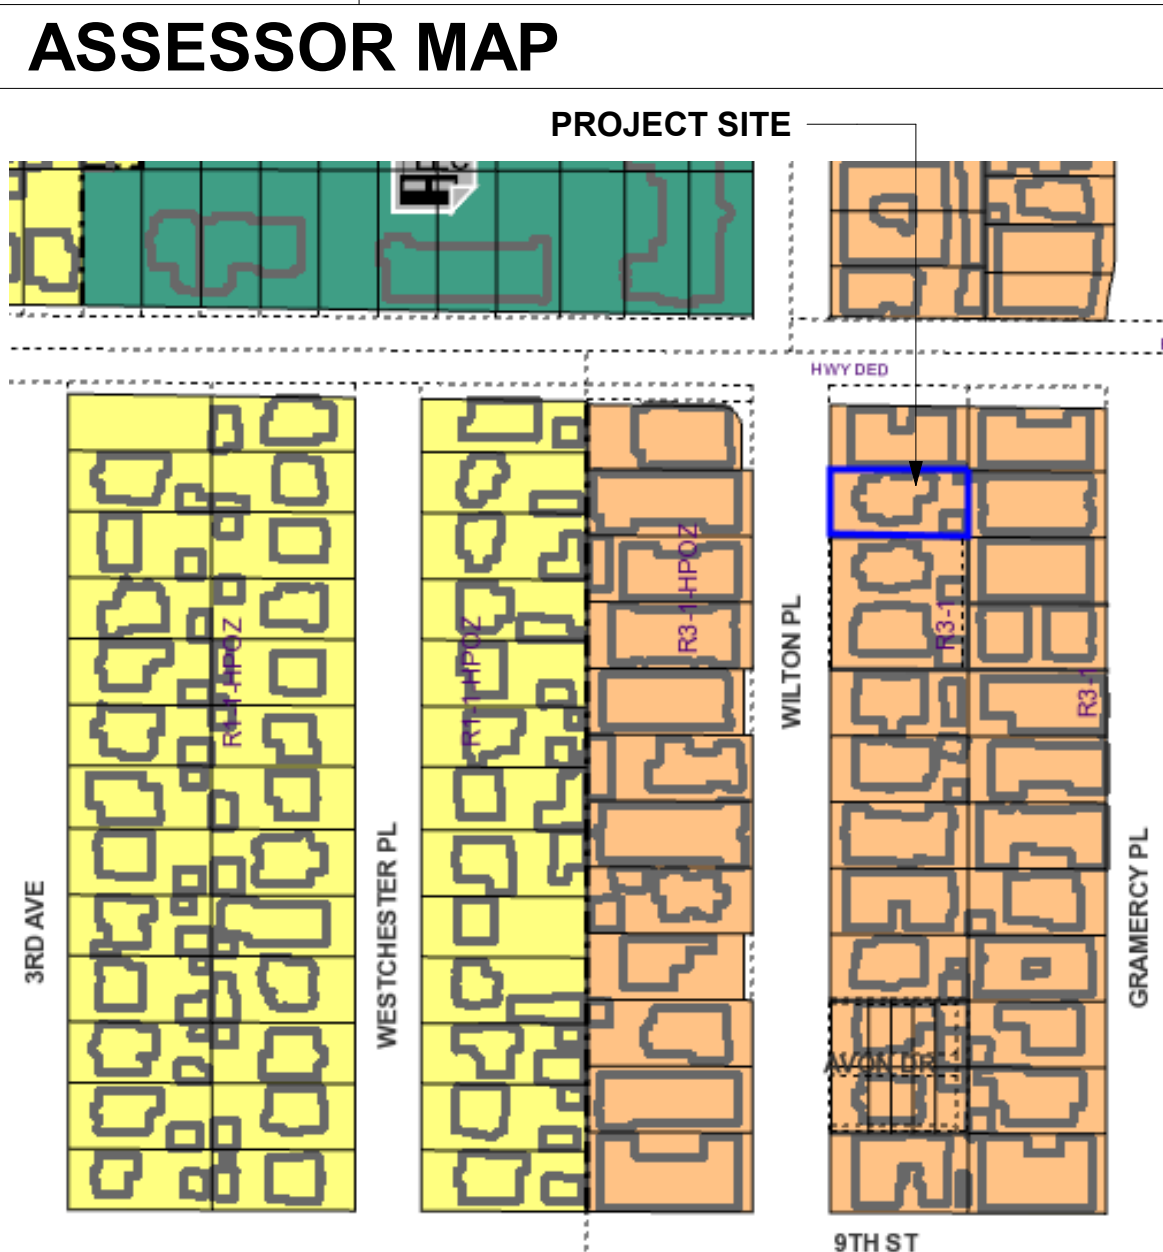 ASSESSOR MAP
PROJECT SITE
HWY DED
R3-1-HPOZ
R3-1
WILTON PL
R1-1-HPOZ
R1-1-HPOZ
R3-1
3RD AVE
WESTCHESTER PL
GRAMERCY PL
AVON DR
9TH ST